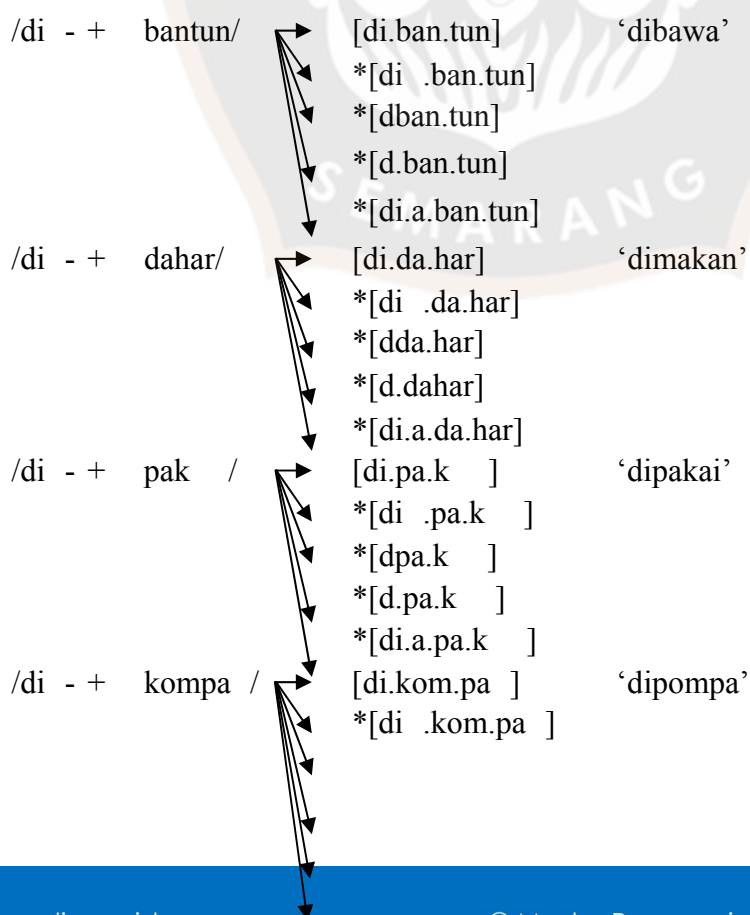 /di - + bantun/ [di.ban.tun] ‘dibawa’
*[di .ban.tun]
*[dban.tun]
*[d.ban.tun]
*[di.a.ban.tun]
SEMARANG
/di - + dahar/ [di.da.har] ‘dimakan’
*[di .da.har]
*[dda.har]
*[d.dahar]
*[di.a.da.har]
/di - + pak / [di.pa.k ] ‘dipakai’
*[di .pa.k ]
*[dpa.k ]
*[d.pa.k ]
*[di.a.pa.k ]
/di - + kompa / [di.kom.pa ] ‘dipompa’
*[di .kom.pa ]